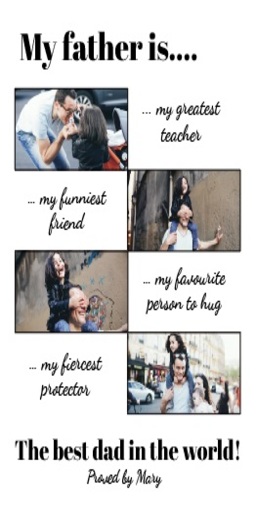 My father is....
... my greatest
teacher
... my funniest
friend
... my favourite
person to hug
... my fiercest
protector
The best dad in the world!
Proved by Mary